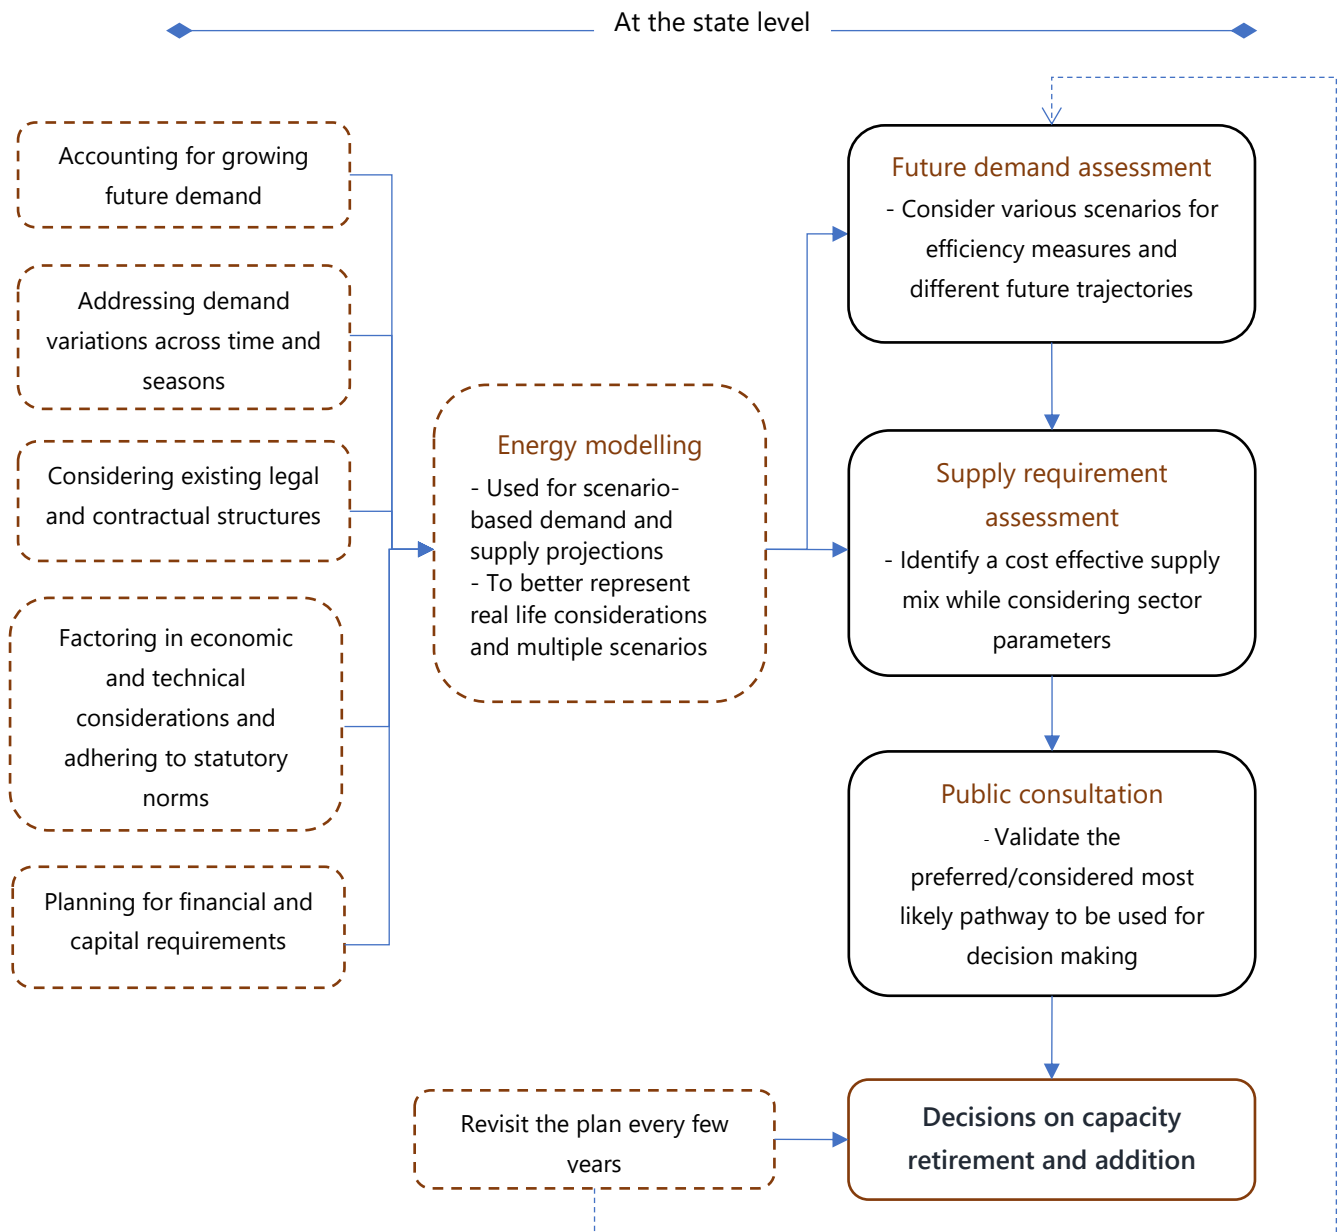 At the state level
Accounting for growing
future demand
Addressing demand
variations across time and
seasons
Considering existing legal
and contractual structures
Factoring in economic
and technical
considerations and
adhering to statutory
norms
Planning for financial and
capital requirements
Energy modelling
- Used for scenario-
based demand and
supply projections
- To better represent
real life considerations
and multiple scenarios
Future demand assessment
- Consider various scenarios for
efficiency measures and
different future trajectories
Supply requirement
assessment
- Identify a cost effective supply
mix while considering sector
parameters
Public consultation
- Validate the
preferred/considered most
likely pathway to be used for
decision making
Revisit the plan every few
years
Decisions on capacity
retirement and addition